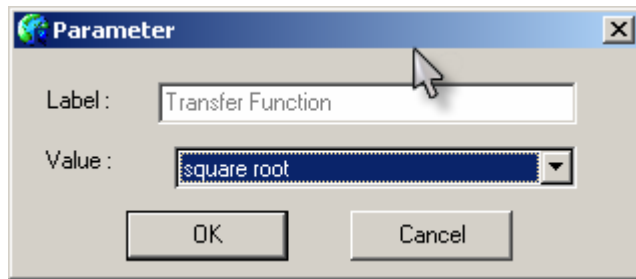 Parameter
Label : Transfer Function
Value : square root
OK Cancel